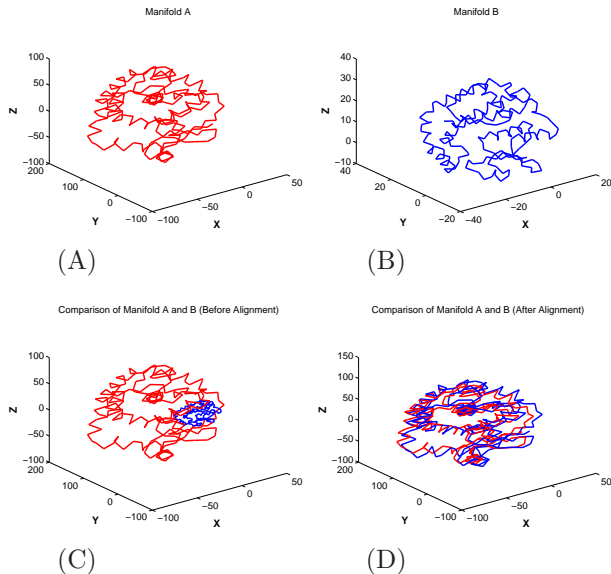 Manifold A
Manifold B
100
50
0
−50
−100
Z
200
100
0
−100
Y
−100
−50
0
50
X
40
30
20
10
0
−10
Z
40
20
0
−20
Y
−40
−20
0
20
X
(A)
(B)
Comparison of Manifold A and B (Before Alignment)
Comparison of Manifold A and B (After Alignment)
100
50
0
−50
−100
Z
200
100
0
−100
Y
−100
−50
0
50
X
150
100
50
0
−50
−100
Z
200
100
0
−100
Y
−100
−50
0
50
X
(C)
(D)